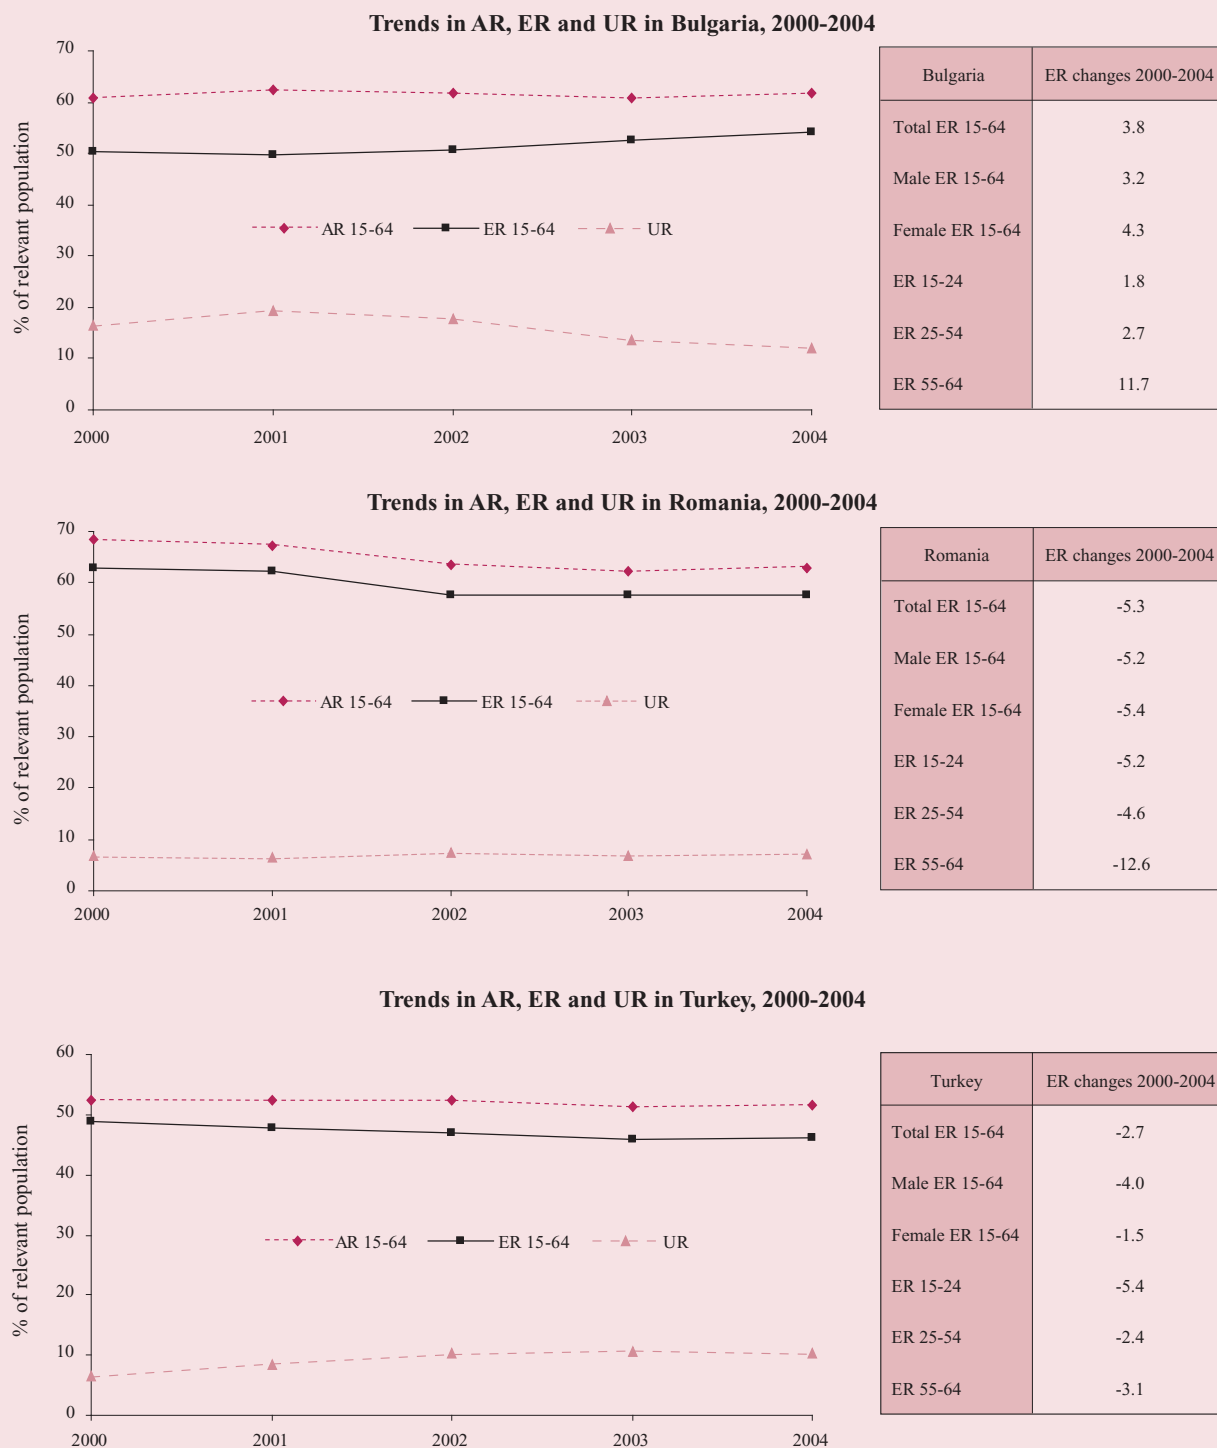 Trends in AR, ER and UR in Bulgaria, 2000-2004
% of relevant population
70
60
50
40
30
20
10
0
AR 15-64 ER 15-64 UR
2000 2001 2002 2003 2004
Bulgaria ER changes 2000-2004
Total ER 15-64 3.8
Male ER 15-64 3.2
Female ER 15-64 4.3
ER 15-24 1.8
ER 25-54 2.7
ER 55-64 11.7
Trends in AR, ER and UR in Romania, 2000-2004
% of relevant population
70
60
50
40
30
20
10
0
AR 15-64 ER 15-64 UR
2000 2001 2002 2003 2004
Romania ER changes 2000-2004
Total ER 15-64 -5.3
Male ER 15-64 -5.2
Female ER 15-64 -5.4
ER 15-24 -5.2
ER 25-54 -4.6
ER 55-64 -12.6
Trends in AR, ER and UR in Turkey, 2000-2004
% of relevant population
60
50
40
30
20
10
0
AR 15-64 ER 15-64 UR
2000 2001 2002 2003 2004
Turkey ER changes 2000-2004
Total ER 15-64 -2.7
Male ER 15-64 -4.0
Female ER 15-64 -1.5
ER 15-24 -5.4
ER 25-54 -2.4
ER 55-64 -3.1